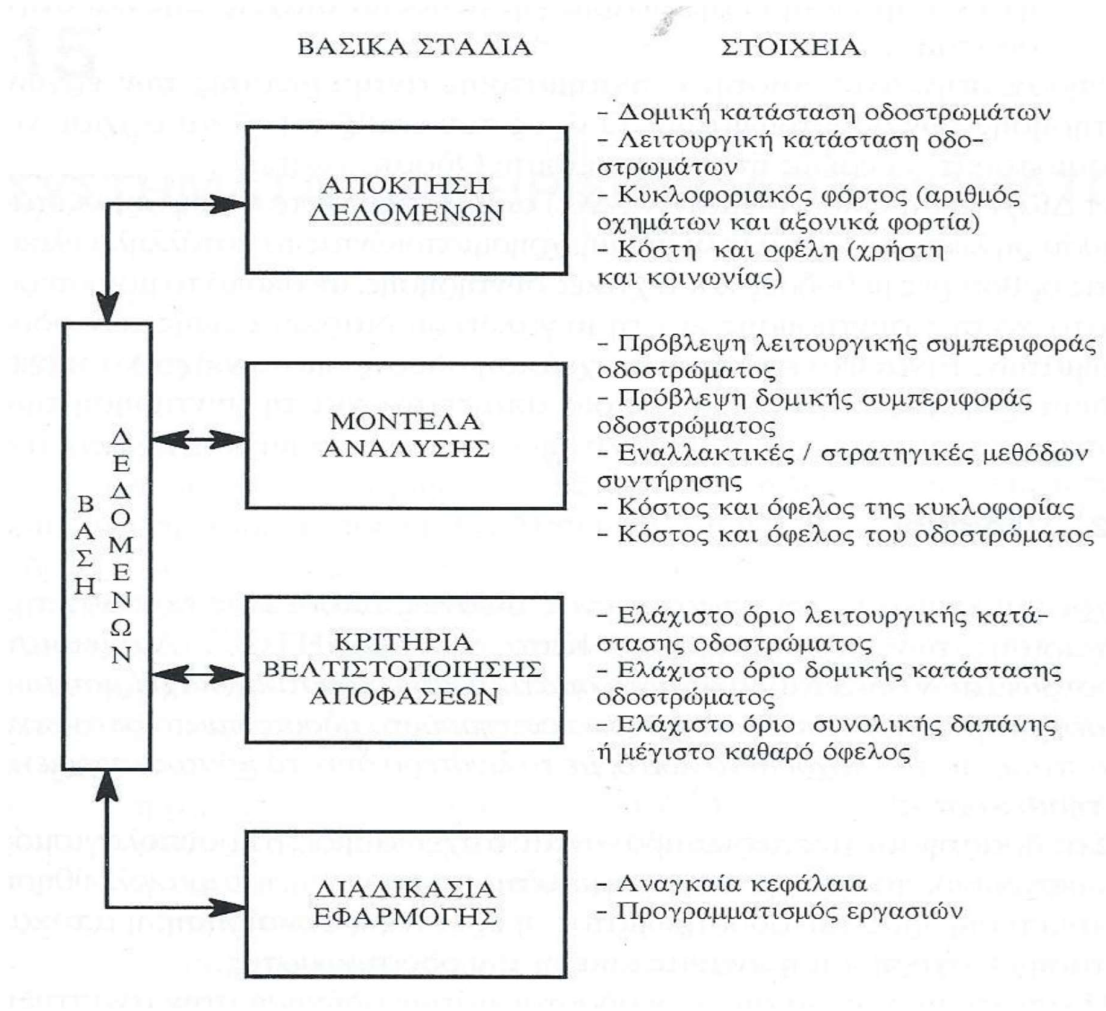 ΒΑΣΙΚΑ ΣΤΑΔΙΑ
ΣΤΟΙΧΕΙΑ
ΒΑΣΗ
ΔΕΔΟΜΕΝΩΝ
ΑΠΟΚΤΗΣΗ
ΔΕΔΟΜΕΝΩΝ
- Δομική κατάσταση οδοστρωμάτων
- Λειτουργική κατάσταση οδο-
στρωμάτων
- Κυκλοφοριακός φόρτος (αριθμός
οχημάτων και αξονικά φορτία)
- Κόστη και οφέλη (χρήστη
και κοινωνίας)
ΜΟΝΤΕΛΑ
ΑΝΑΛΥΣΗΣ
- Πρόβλεψη λειτουργικής συμπεριφοράς
οδοστρώματος
- Πρόβλεψη δομικής συμπεριφοράς
οδοστρώματος
- Εναλλακτικές / στρατηγικές μεθόδων
συντήρησης
- Κόστος και όφελος της κυκλοφορίας
- Κόστος και όφελος του οδοστρώματος
ΚΡΙΤΗΡΙΑ
ΒΕΛΤΙΣΤΟΠΟΙΗΣΗΣ
ΑΠΟΦΑΣΕΩΝ
- Ελάχιστο όριο λειτουργικής κατά-
στασης οδοστρώματος
- Ελάχιστο όριο δομικής κατάστασης
οδοστρώματος
- Ελάχιστο όριο συνολικής δαπάνης
ή μέγιστο καθαρό όφελος
ΔΙΑΔΙΚΑΣΙΑ
ΕΦΑΡΜΟΓΗΣ
- Αναγκαία κεφάλαια
- Προγραμματισμός εργασιών